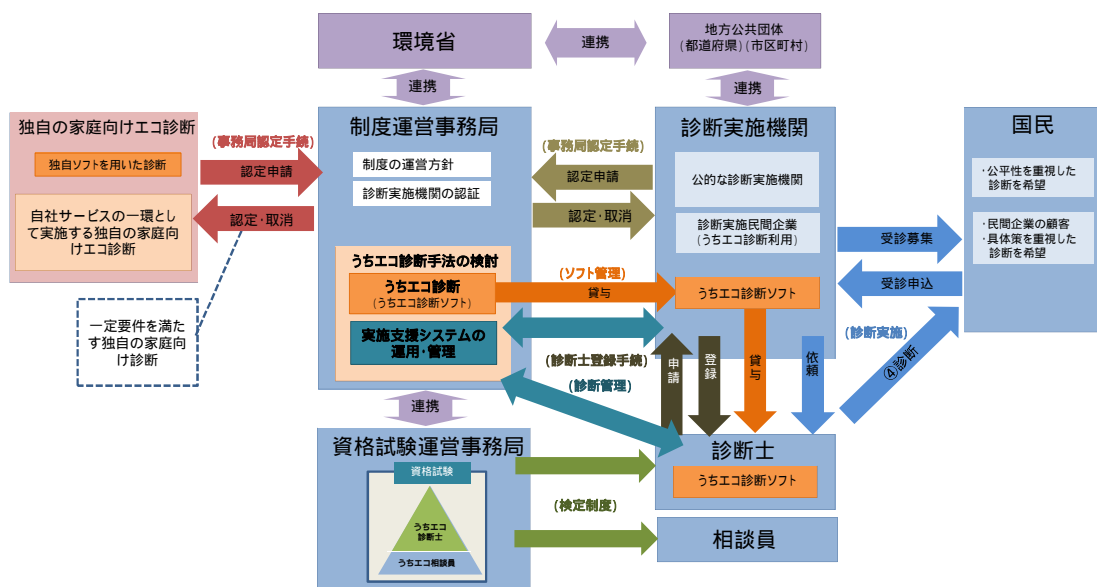 環境省
連携
地方公共団体
(都道府県)(市区町村)
連携
連携
独自の家庭向けエコ診断
独自ソフトを用いた診断
自社サービスの一環とし
て実施する独自の家庭向
けエコ診断
(事務局認定手続)
認定申請
認定・取消
一定要件を満た
す独自の家庭向
け診断
制度運営事務局
制度の運営方針
診断実施機関の認証
うちエコ診断手法の検討
うちエコ診断
(うちエコ診断ソフト)
実施支援システムの
運用・管理
(事務局認定手続)
認定申請
認定・取消
(ソフト管理)
貸与
(診断士登録手続)
(診断管理)
診断実施機関
公的な診断実施機関
診断実施民間企業
(うちエコ診断利用)
うちエコ診断ソフト
申請
登録
貸与
依頼
受診募集
受診申込
(診断実施)
④診断
国民
・公平性を重視した
診断を希望
・民間企業の顧客
・具体策を重視した
診断を希望
連携
資格試験運営事務局
資格試験
うちエコ
診断士
うちエコ相談員
(検定制度)
診断士
うちエコ診断ソフト
相談員